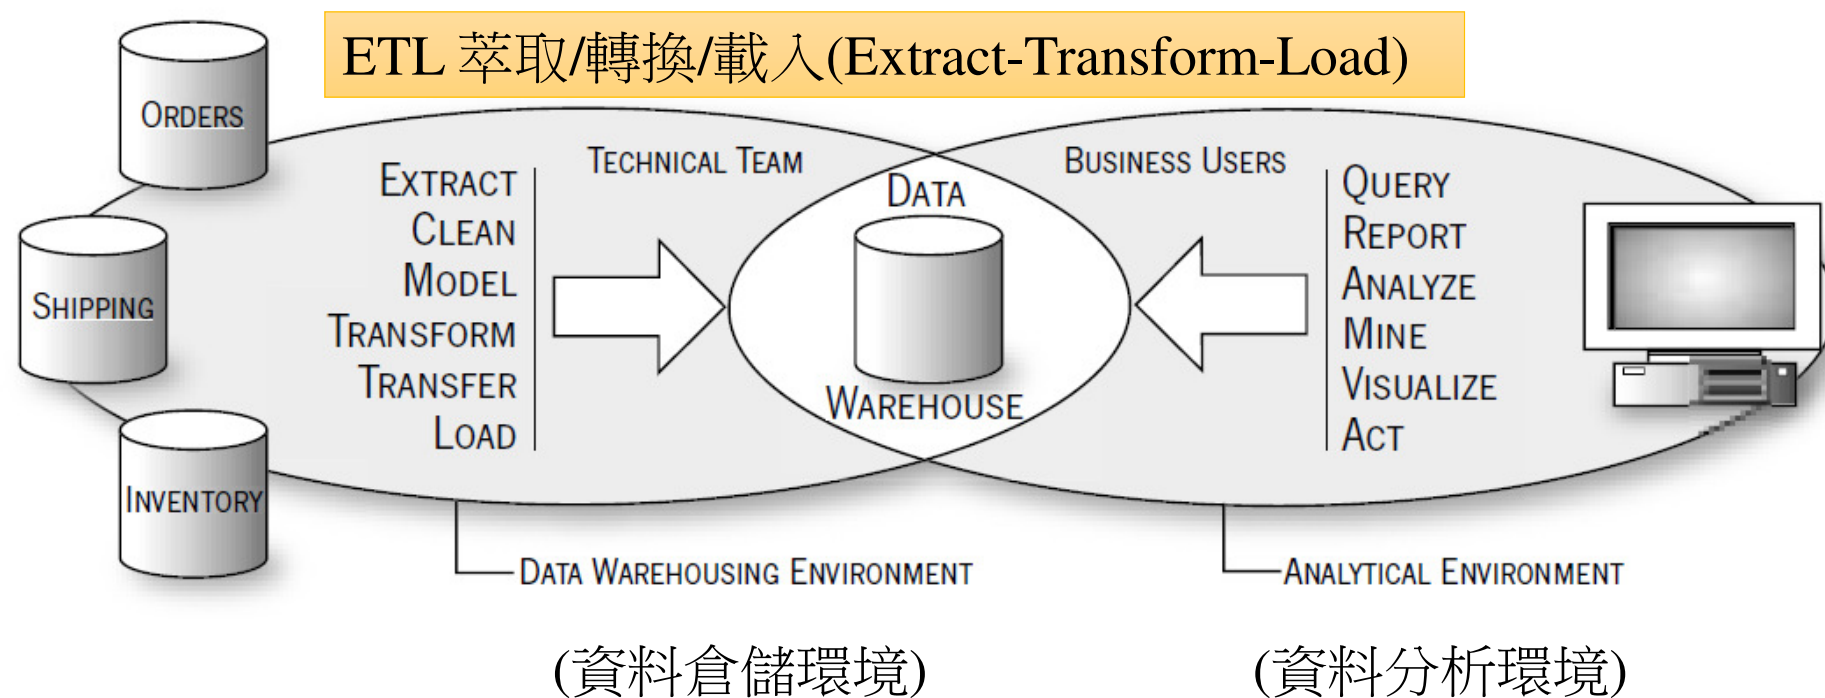 ETL 萃取/轉換/載入(Extract-Transform-Load)
ORDERS
SHIPPING
INVENTORY
TECHNICAL TEAM
EXTRACT
CLEAN
MODEL
TRANSFORM
TRANSFER
LOAD
DATA
WAREHOUSE
BUSINESS USERS
QUERY
REPORT
ANALYZE
MINE
VISUALIZE
ACT
DATA WAREHOUSING ENVIRONMENT
ANALYTICAL ENVIRONMENT
(資料倉儲環境)
(資料分析環境)